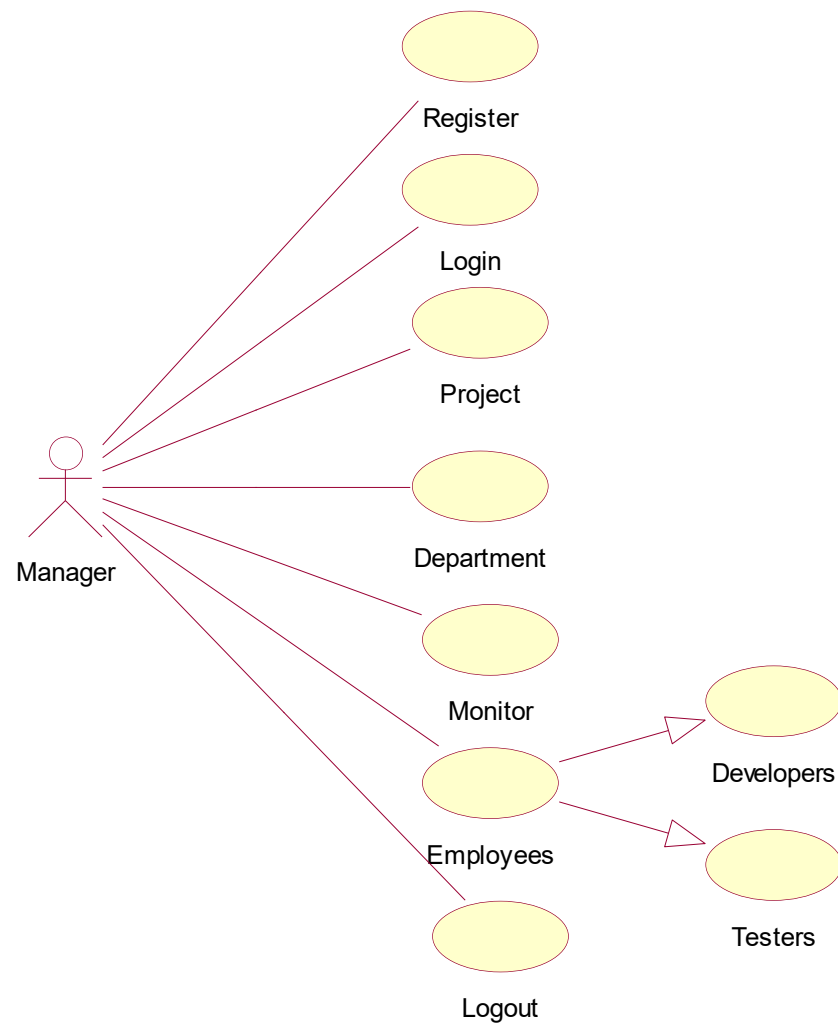 Register
Login
Project
Department
Manager
Monitor
Developers
Employees
Testers
Logout